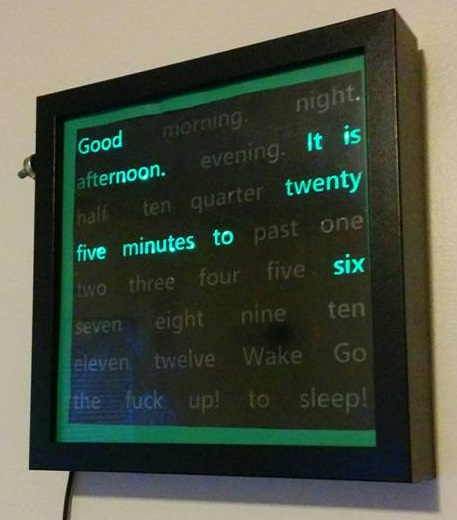 Good morning. night.
afternoon. evening. It is
half ten quarter twenty
five minutes to past one
two three four five six
seven eight nine ten
eleven twelve Wake Go
the fuck up! to sleep!